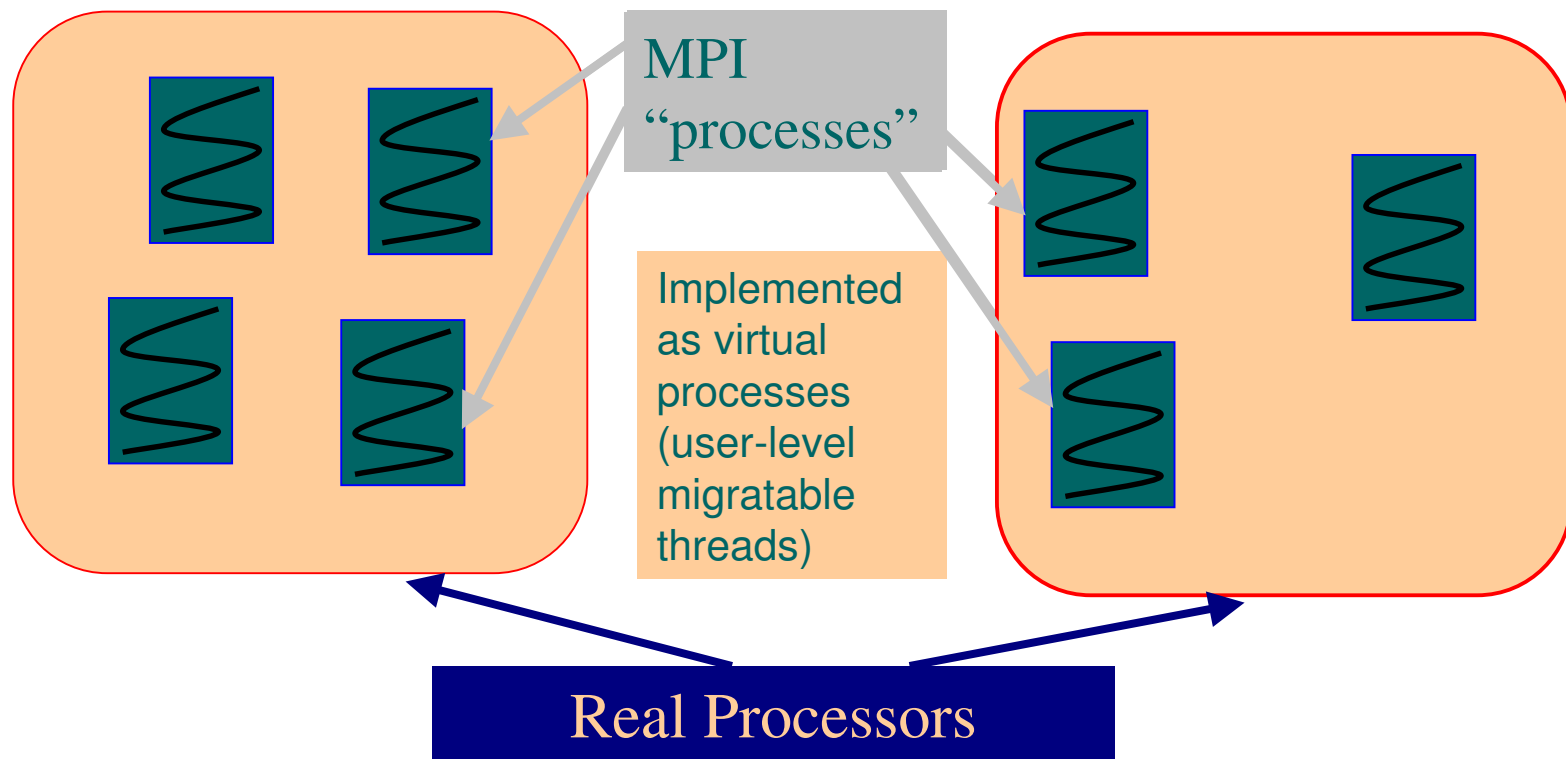 MPI
“processes”
Implemented
as virtual
processes
(user-level
migratable
threads)
Real Processors